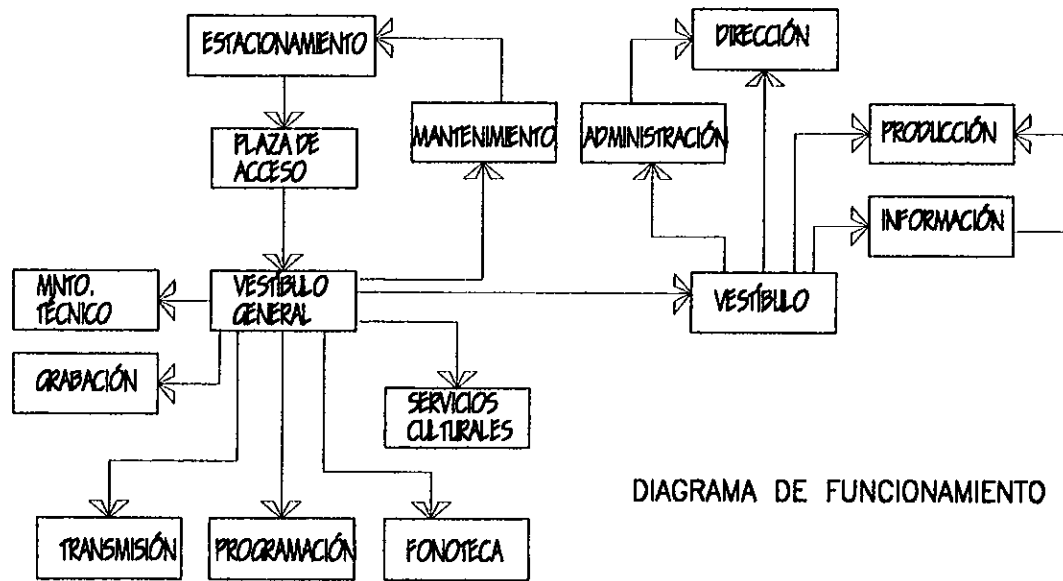 ESTACIONAMIENTO
DIRECCIÓN
PLAZA DE
ACCESO
MANTENIMIENTO
ADMINISTRACIÓN
PRODUCCIÓN
INFORMACIÓN
MNTO.
TÉCNICO
VESTÍBULO
GENERAL
VESTÍBULO
GRABACIÓN
SERVICIOS
CULTURALES
DIAGRAMA DE FUNCIONAMIENTO
TRANSMISIÓN
PROGRAMACIÓN
FONOTECA